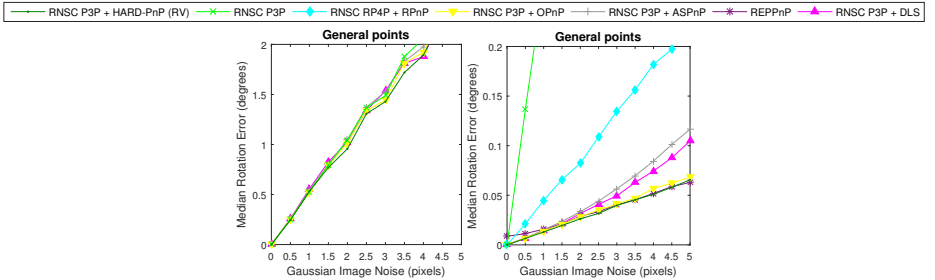 RNSC P3P + HARD-PnP (RV) RNSC P3P RNSC RP4P + RPnP RNSC P3P + OPnP RNSC P3P + ASPnP REPPnP RNSC P3P + DLS
General points
Median Rotation Error (degrees)
2
1.5
1
0.5
0
0 0.5 1 1.5 2 2.5 3 3.5 4 4.5 5
Gaussian Image Noise (pixels)
General points
Median Rotation Error (degrees)
0.2
0.15
0.1
0.05
0
0 0.5 1 1.5 2 2.5 3 3.5 4 4.5 5
Gaussian Image Noise (pixels)